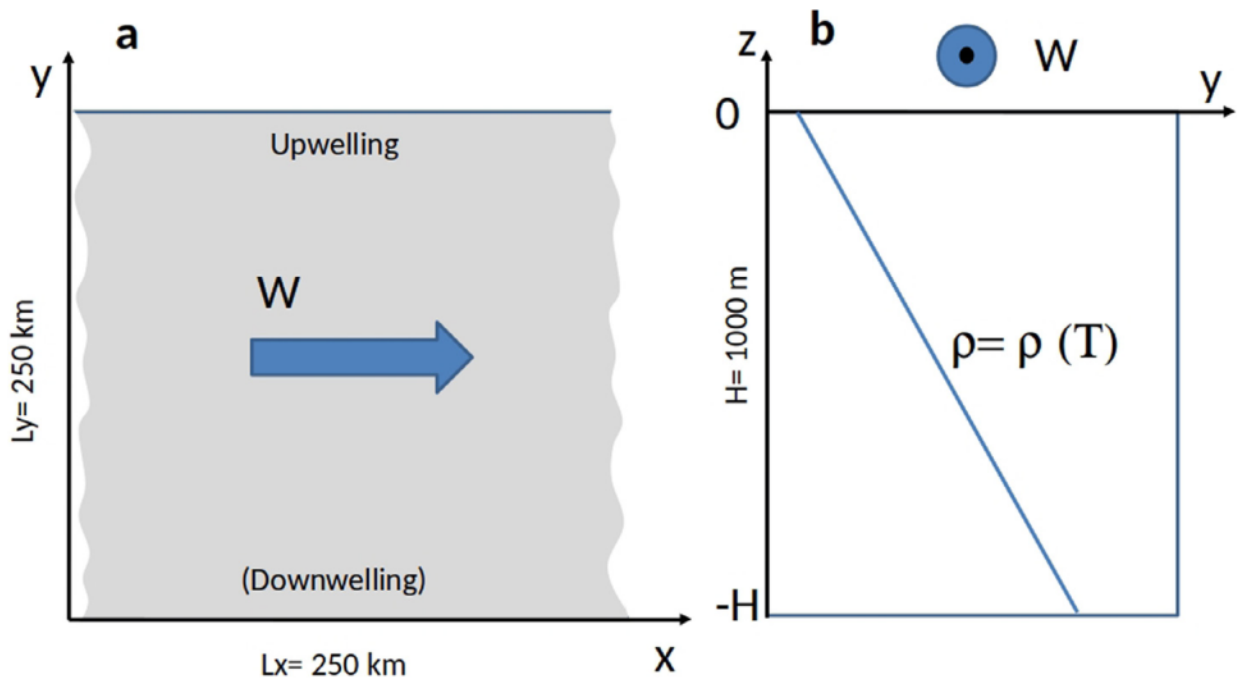 a
y
Upwelling
W
Ly= 250 km
(Downwelling)
Lx= 250 km
x
b
z
W
y
0
H= 1000 m
ρ= ρ (T)
-H